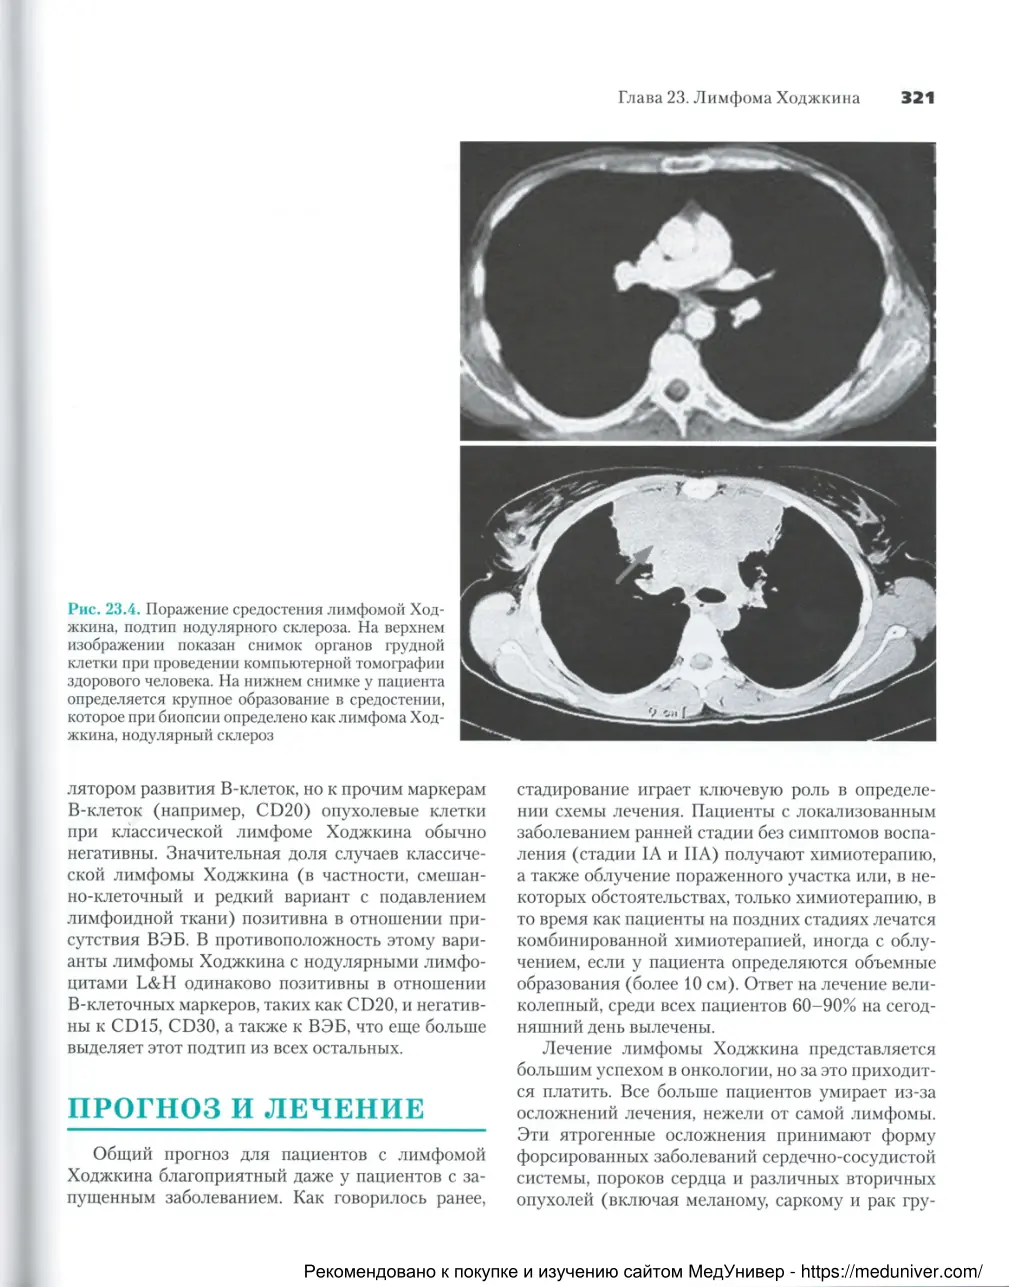 Глава 23. Лимфома Ходжкина 321
Рис. 23.4. Поражение средостения лимфомой Ход-
жкина, подтип нодулярного склероза. На верхнем
изображении показан снимок органов грудной
клетки при проведении компьютерной томографии
здорового человека. На нижнем снимке у пациента
определяется крупное образование в средостении,
которое при биопсии определено как лимфома Ход-
жкина, нодулярный склероз
лятором развития В-клеток, но к прочим маркерам
В-клеток (например, CD20) опухолевые клетки
при классической лимфоме Ходжкина обычно
негативны. Значительная доля случаев классиче-
ской лимфомы Ходжкина (в частности, смешан-
но-клеточный и редкий вариант с подавлением
лимфоидной ткани) позитивна в отношении при-
сутствия ВЭБ. В противоположность этому вари-
анты лимфомы Ходжкина с нодулярными лимфо-
цитами L&H одинаково позитивны в отношении
В-клеточных маркеров, таких как CD20, и негатив-
ны к CD15, CD30, а также к ВЭБ, что еще больше
выделяет этот подтип из всех остальных.
ПРОГНОЗ И ЛЕЧЕНИЕ
Общий прогноз для пациентов с лимфомой
Ходжкина благоприятный даже у пациентов с за-
пущенным заболеванием. Как говорилось ранее,
стадирование играет ключевую роль в определе-
нии схемы лечения. Пациенты с локализованным
заболеванием ранней стадии без симптомов воспа-
ления (стадии IA и IIA) получают химиотерапию,
а также облучение пораженного участка или, в не-
которых обстоятельствах, только химиотерапию, в
то время как пациенты на поздних стадиях лечатся
комбинированной химиотерапией, иногда с облу-
чением, если у пациента определяются объемные
образования (более 10 см). Ответ на лечение вели-
колепный, среди всех пациентов 60–90% на сегод-
няшний день вылечены.
Лечение лимфомы Ходжкина представляется
большим успехом в онкологии, но за это приходит-
ся платить. Все больше пациентов умирает из-за
осложнений лечения, нежели от самой лимфомы.
Эти ятрогенные осложнения принимают форму
форсированных заболеваний сердечно-сосудистой
системы, пороков сердца и различных вторичных
опухолей (включая меланому, саркому и рак гру-
Рекомендовано к покупке и изучению сайтом МедУнивер - https://meduniver.com/